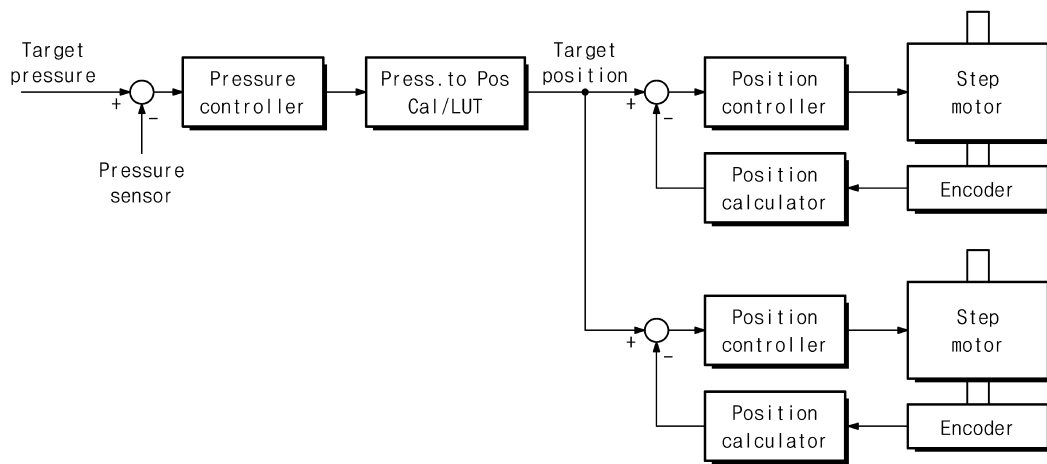 Target
pressure
+
−
Pressure
sensor
Pressure
controller
Press.to Pos
Cal/LUT
Target
position
+
−
Position
controller
Step
motor
Position
calculator
Encoder
+
−
Position
controller
Step
motor
Position
calculator
Encoder